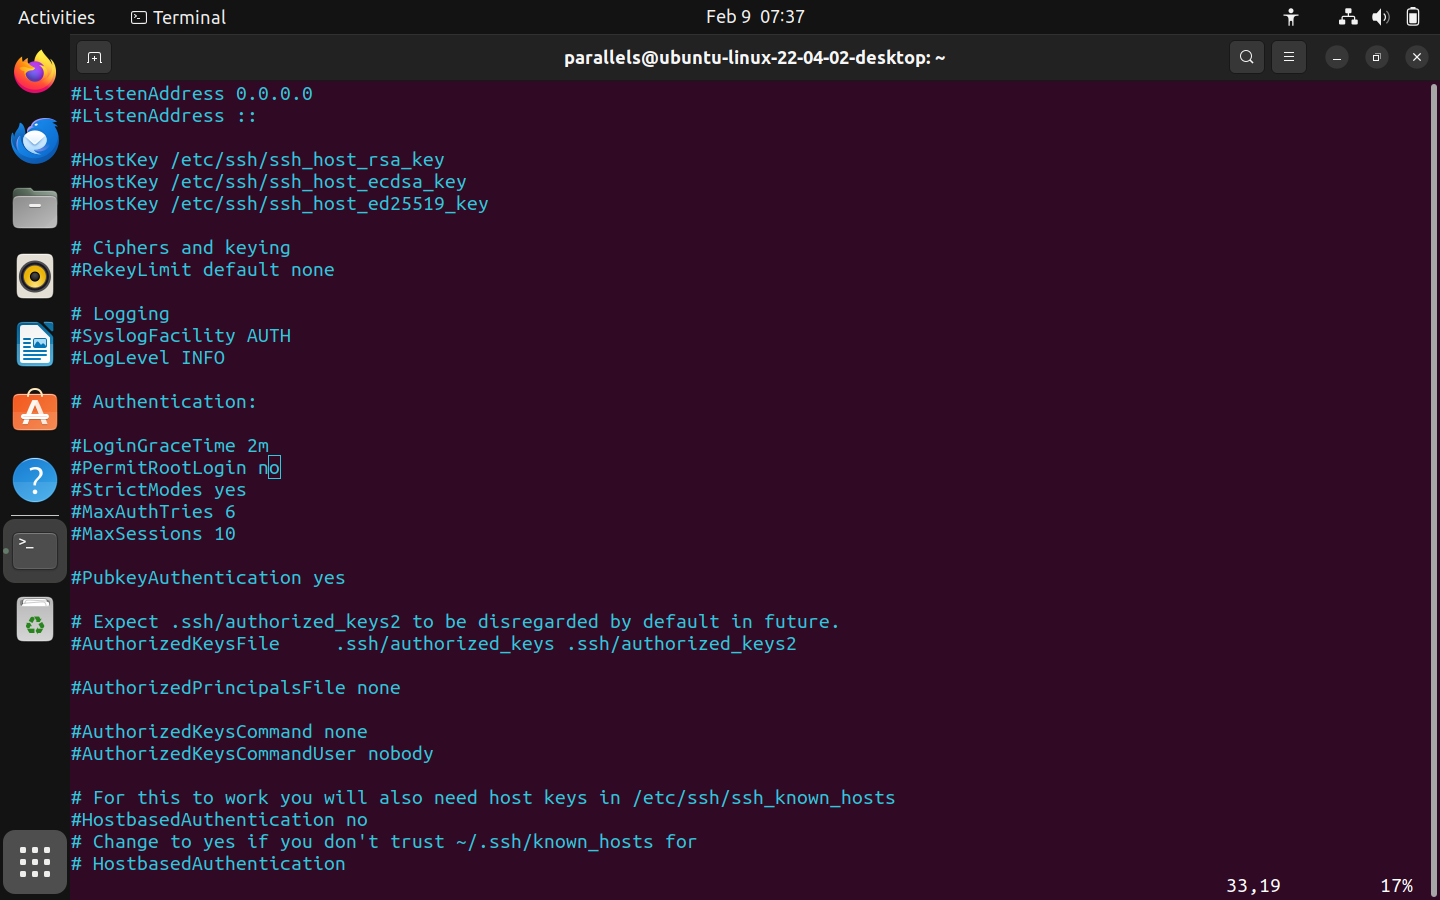 Activities
Terminal
Feb 9 07:37
parallels@ubuntu-linux-22-04-02-desktop: ~
#ListenAddress 0.0.0.0
#ListenAddress ::
#HostKey /etc/ssh/ssh_host_rsa_key
#HostKey /etc/ssh/ssh_host_ecdsa_key
#HostKey /etc/ssh/ssh_host_ed25519_key
# Ciphers and keying
#RekeyLimit default none
# Logging
#SyslogFacility AUTH
#LogLevel INFO
# Authentication:
#LoginGraceTime 2m
#PermitRootLogin no
#StrictModes yes
#MaxAuthTries 6
#MaxSessions 10
#PubkeyAuthentication yes
# Expect .ssh/authorized_keys2 to be disregarded by default in future.
#AuthorizedKeysFile     .ssh/authorized_keys .ssh/authorized_keys2
#AuthorizedPrincipalsFile none
#AuthorizedKeysCommand none
#AuthorizedKeysCommandUser nobody
# For this to work you will also need host keys in /etc/ssh/ssh_known_hosts
#HostbasedAuthentication no
# Change to yes if you don't trust ~/.ssh/known_hosts for
# HostbasedAuthentication
33,19 17%